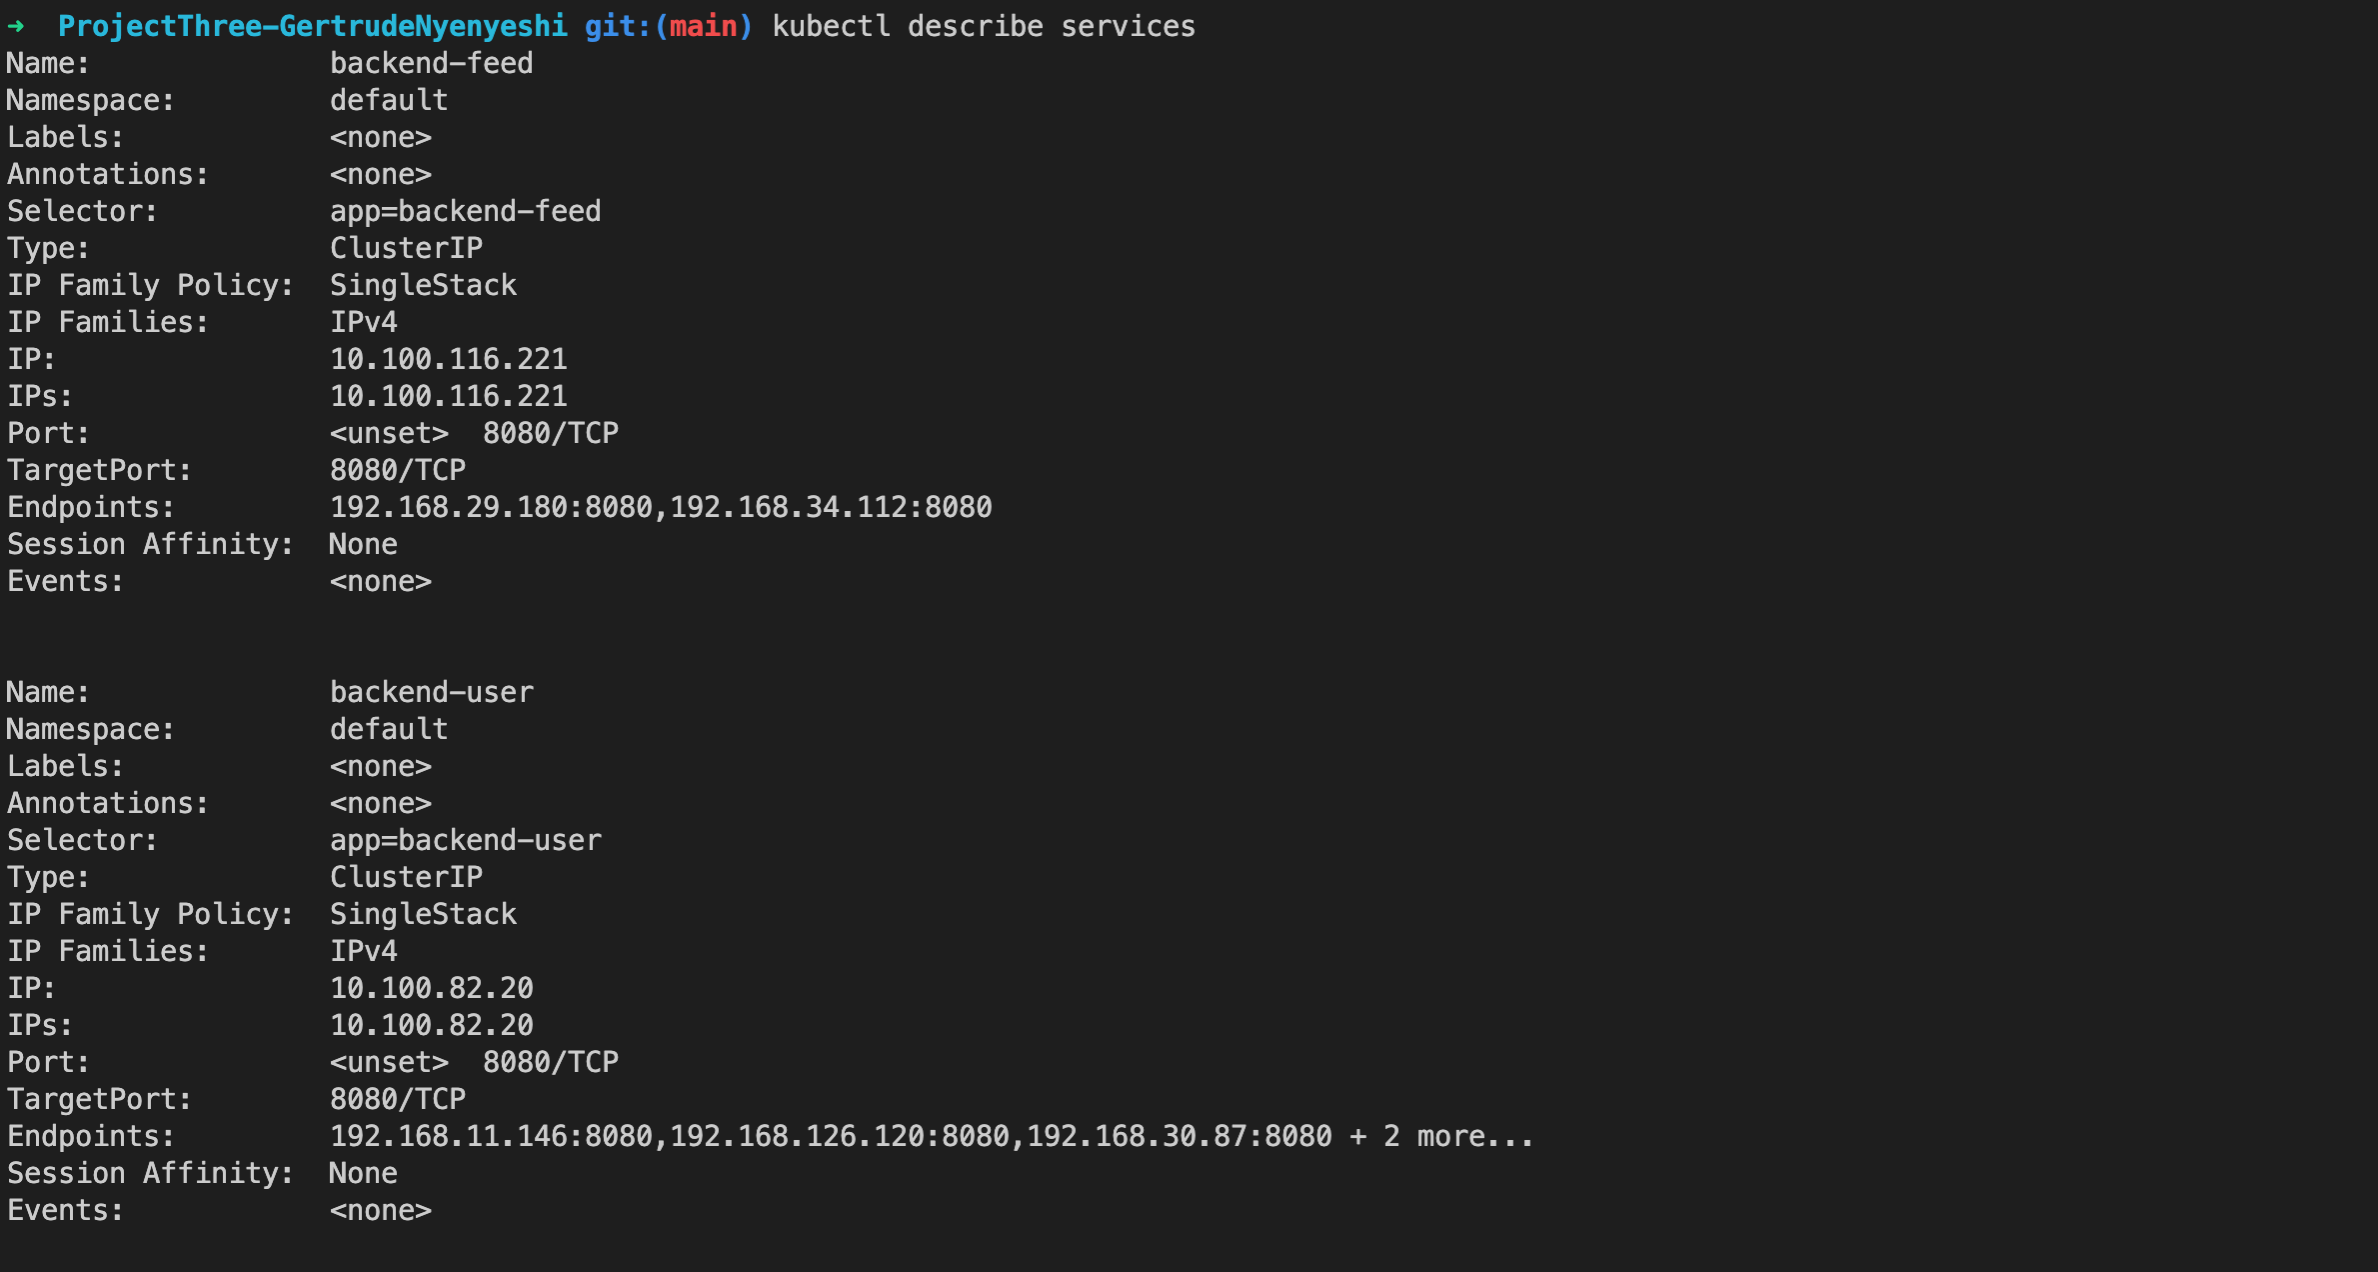 ➜  ProjectThree-GertrudeNyenyeshi git:(main) kubectl describe services
Name:              backend-feed
Namespace:         default
Labels:            <none>
Annotations:       <none>
Selector:          app=backend-feed
Type:              ClusterIP
IP Family Policy:  SingleStack
IP Families:       IPv4
IP:                10.100.116.221
IPs:               10.100.116.221
Port:              <unset>  8080/TCP
TargetPort:        8080/TCP
Endpoints:         192.168.29.180:8080,192.168.34.112:8080
Session Affinity:  None
Events:            <none>
Name:              backend-user
Namespace:         default
Labels:            <none>
Annotations:       <none>
Selector:          app=backend-user
Type:              ClusterIP
IP Family Policy:  SingleStack
IP Families:       IPv4
IP:                10.100.82.20
IPs:               10.100.82.20
Port:              <unset>  8080/TCP
TargetPort:        8080/TCP
Endpoints:         192.168.11.146:8080,192.168.126.120:8080,192.168.30.87:8080 + 2 more...
Session Affinity:  None
Events:            <none>